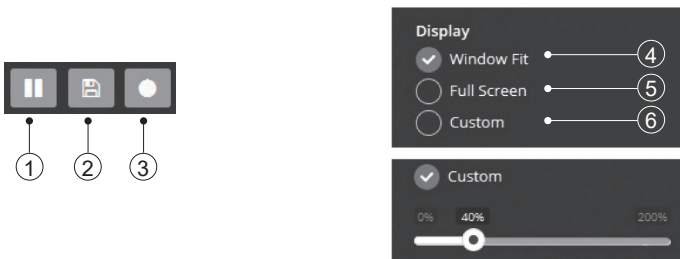 1 2 3
Display
Window Fit 4
Full Screen 5
Custom 6
Custom
0% 40% 200%